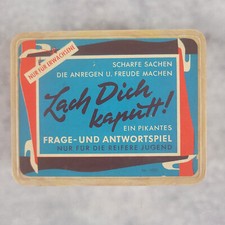 NUR FÜR ERWACHSENE
SCHARFE SACHEN
DIE ANREGEN U. FREUDE MACHEN
Lach Dich
kaputt!
EIN PIKANTES
FRAGE- UND ANTWORTSPIEL
NUR FÜR DIE REIFERE JUGEND